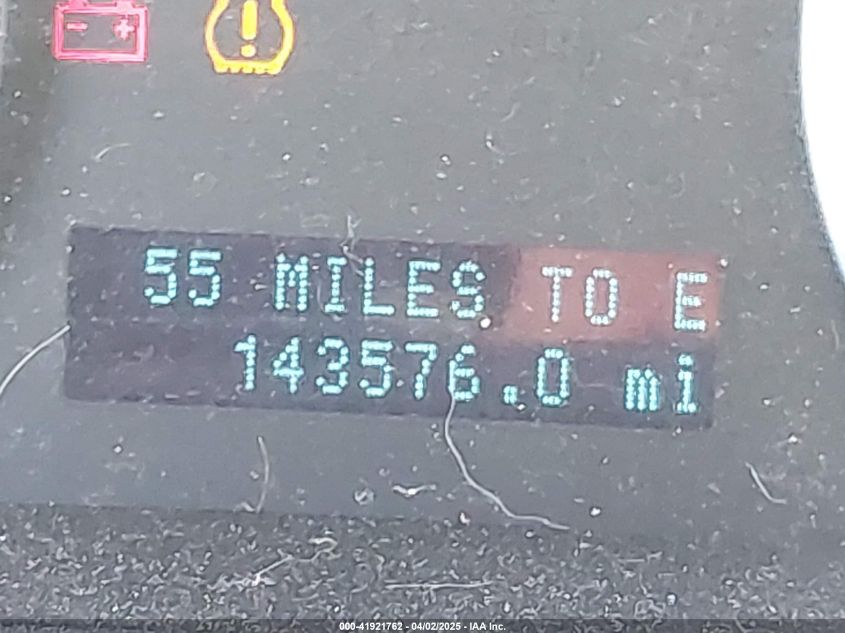 55 MILES TO E
143576.0 mi
000-41921762 - 04/02/2025 - IAA Inc.